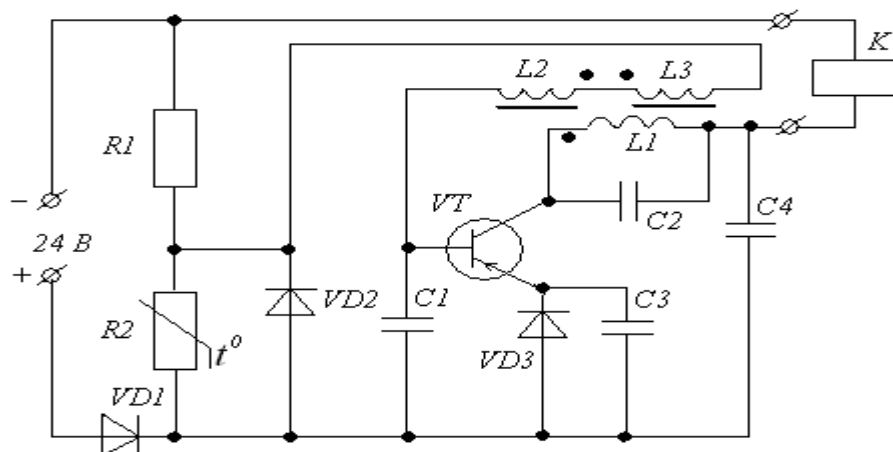 K
L2
L3
R1
L1
VT
C2
C4
–
24 В
+
C1
C3
VD2
R2
t°
VD3
VD1